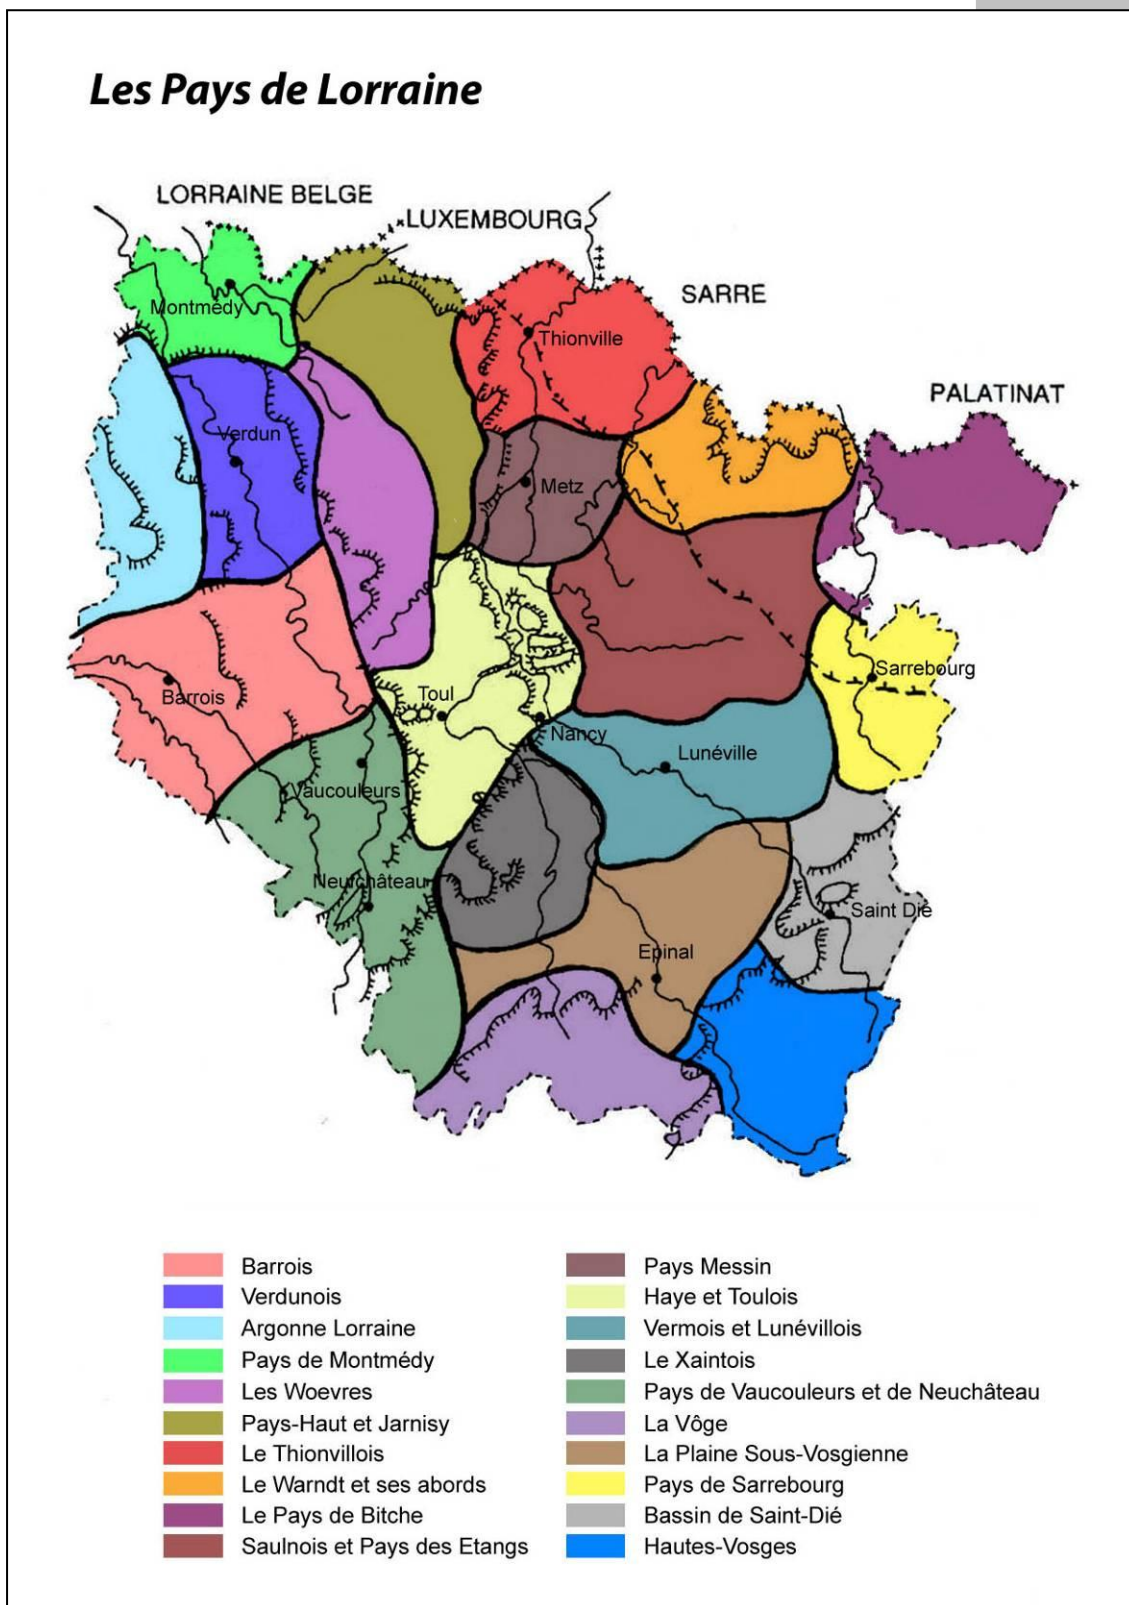 Les Pays de Lorraine
LORRAINE BELGE
LUXEMBOURG
SARRE
PALATINAT
Montmédy
Thionville
Verdun
Metz
Barrois
Toul
Sarrebourg
Nancy
Lunéville
Vaucouleurs
Neufchâteau
Saint Dié
Epinal
Barrois
Verdunois
Argonne Lorraine
Pays de Montmédy
Les Woevres
Pays-Haut et Jarnisy
Le Thionvillois
Le Warndt et ses abords
Le Pays de Bitche
Saulnois et Pays des Etangs
Pays Messin
Haye et Toulois
Vermois et Lunévillois
Le Xaintois
Pays de Vaucouleurs et de Neuchâteau
La Vôge
La Plaine Sous-Vosgienne
Pays de Sarrebourg
Bassin de Saint-Dié
Hautes-Vosges